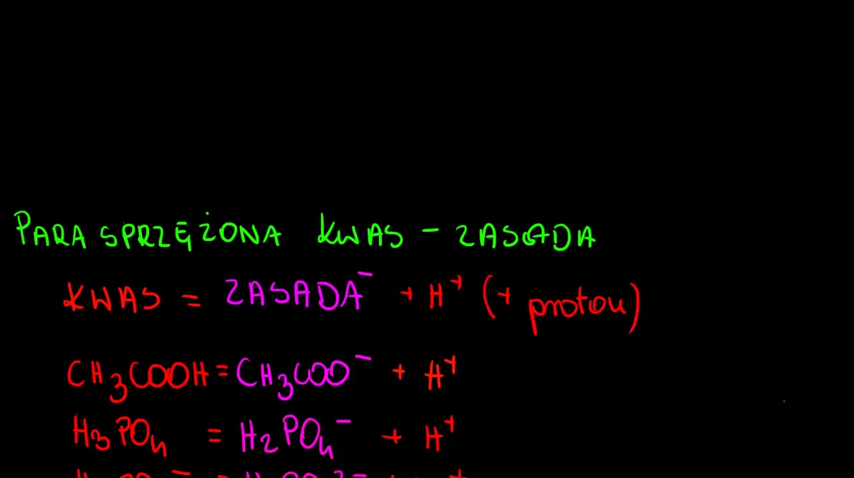 PARA SPRZĘŻONA KWAS - ZASADA
KWAS = ZASADA⁻ + H⁺ (+ proton)
CH₃COOH = CH₃COO⁻ + H⁺
H₃PO₄ = H₂PO₄⁻ + H⁺